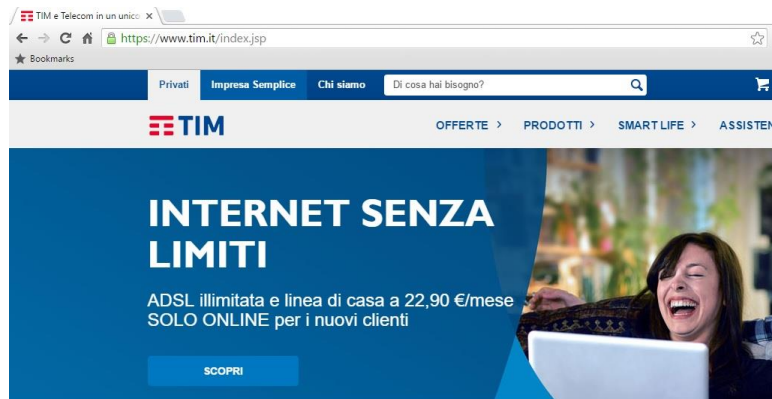 TIM e Telecom in un unico
https://www.tim.it/index.jsp
Bookmarks
Privati Impresa Semplice Chi siamo Di cosa hai bisogno?
TIM OFFERTE > PRODOTTI > SMART LIFE > ASSISTEN
INTERNET SENZA
LIMITI
ADSL illimitata e linea di casa a 22,90 €/mese
SOLO ONLINE per i nuovi clienti
SCOPRI